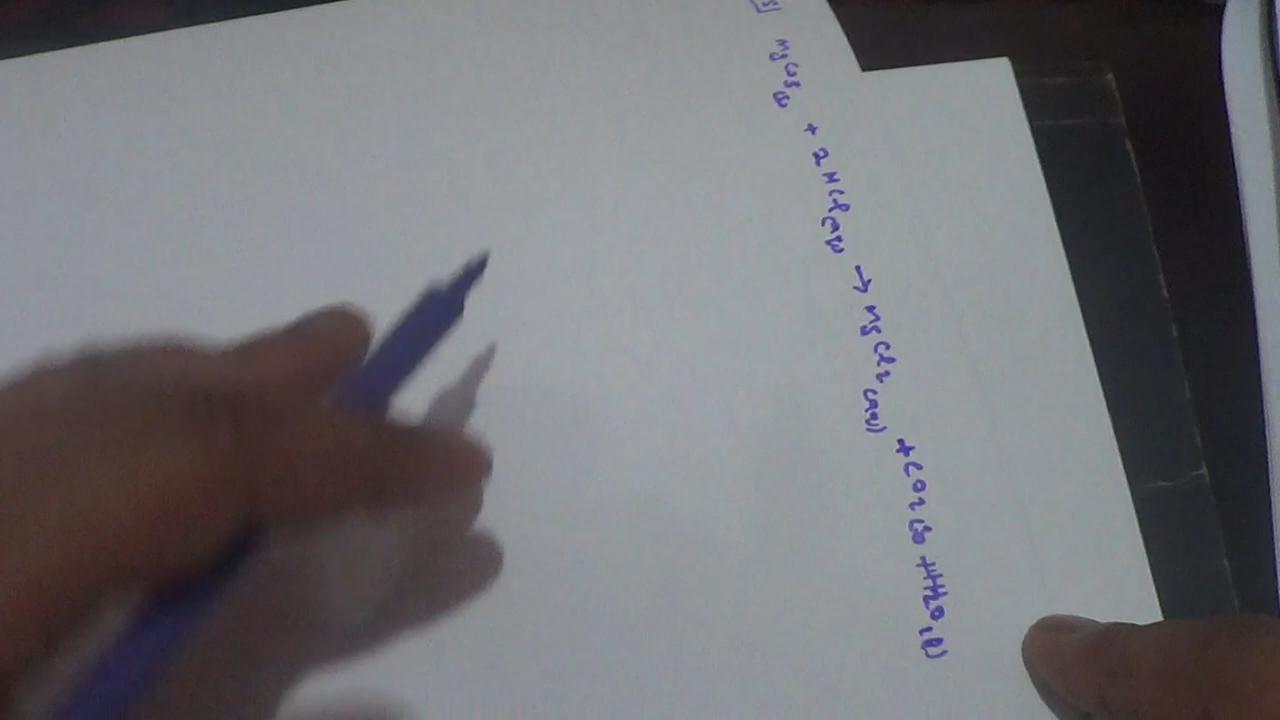 MgCO3(s) + 2HCl(aq) → MgCl2(aq) + CO2(g) + H2O(l)